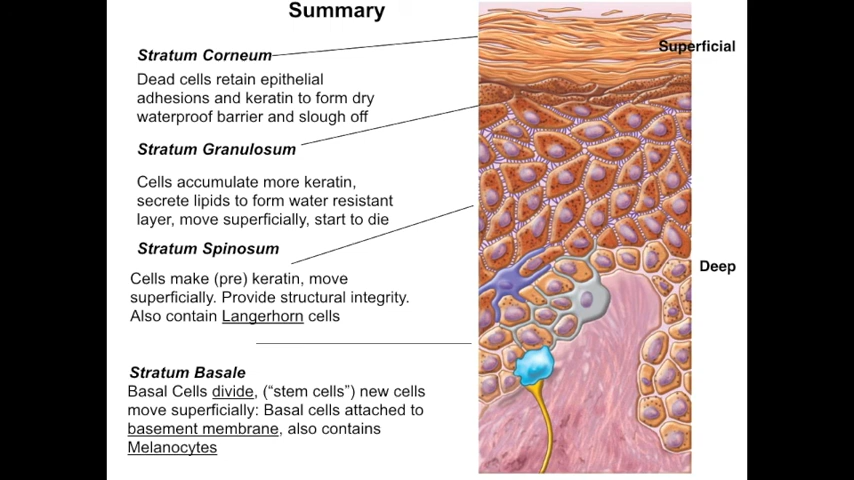 Summary
Stratum Corneum
Superficial
Dead cells retain epithelial
adhesions and keratin to form dry
waterproof barrier and slough off
Stratum Granulosum
Cells accumulate more keratin,
secrete lipids to form water resistant
layer, move superficially, start to die
Stratum Spinosum
Deep
Cells make (pre) keratin, move
superficially. Provide structural integrity.
Also contain Langerhorn cells
Stratum Basale
Basal Cells divide, (“stem cells”) new cells
move superficially: Basal cells attached to
basement membrane, also contains
Melanocytes